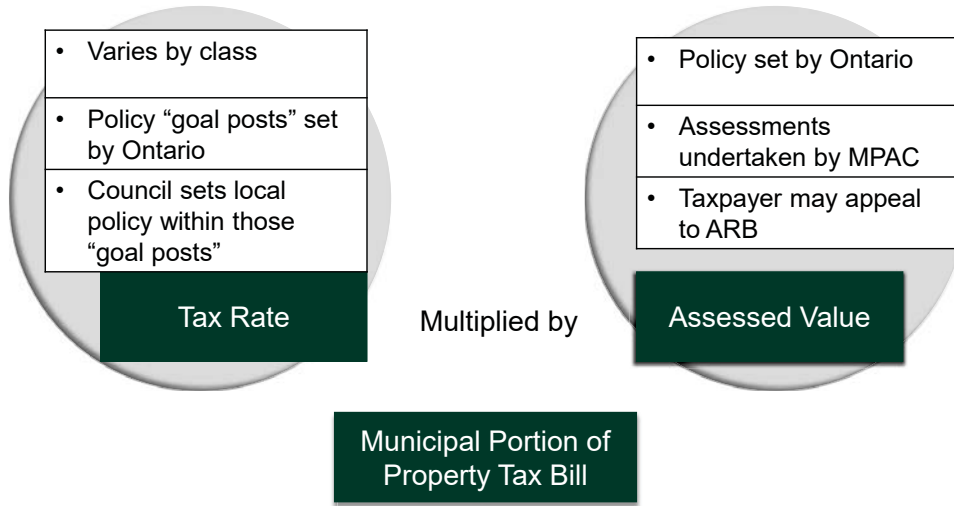 • Varies by class
• Policy “goal posts” set
by Ontario
• Council sets local
policy within those
“goal posts”
Tax Rate
Multiplied by
• Policy set by Ontario
• Assessments
undertaken by MPAC
• Taxpayer may appeal
to ARB
Assessed Value
Municipal Portion of
Property Tax Bill